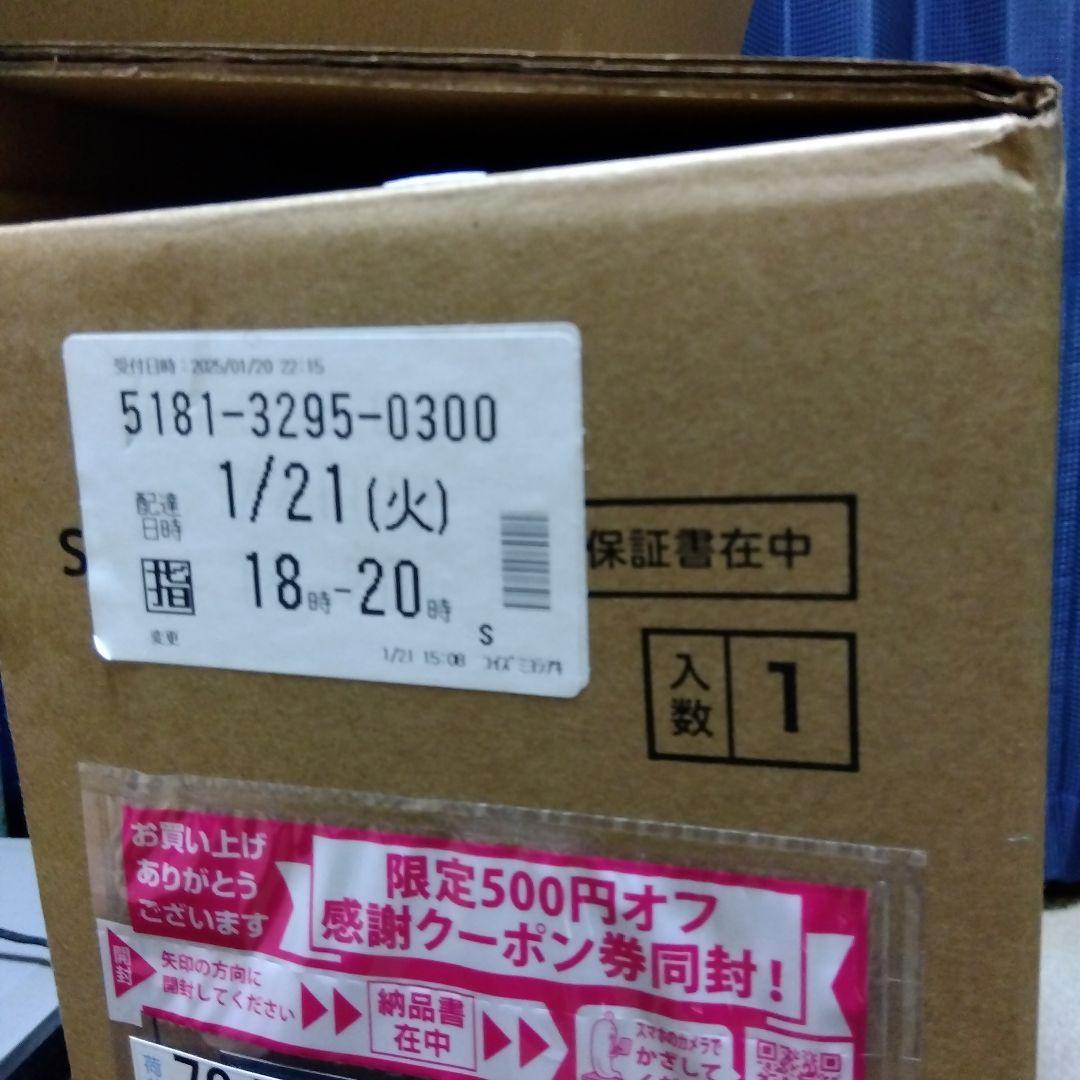 受付日時：2025/01/20 22:15
5181-3295-0300
配達日時 1/21(火)
指 18時-20時
変更
S
1/21 15:08
S
保証書在中
入数 1
お買い上げ
ありがとう
ございます
限定500円オフ
感謝クーポン券同封！
開封
矢印の方向に
開封してください
納品書
在中
スマホのカメラで
かざして